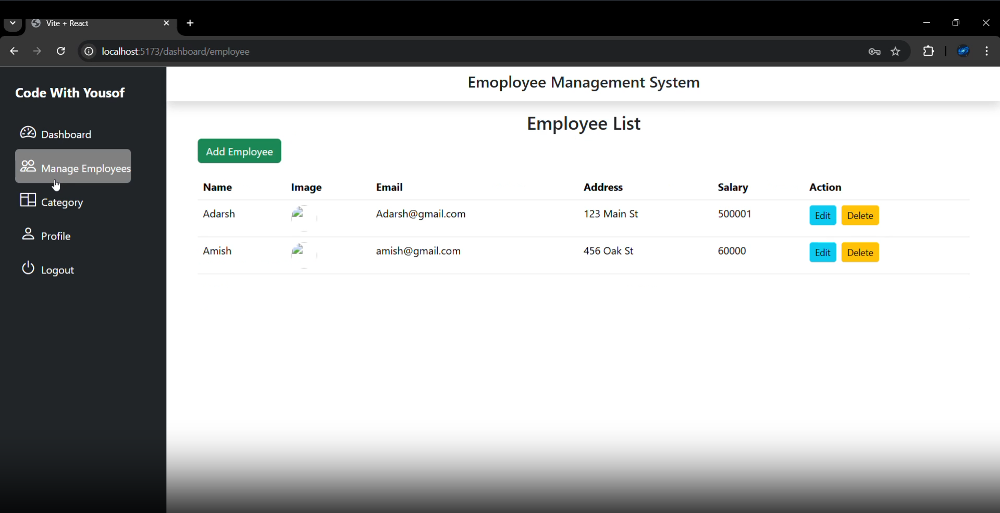 Vite + React
localhost:5173/dashboard/employee
Code With Yousof
Dashboard
Manage Employees
Category
Profile
Logout
Emoployee Management System
Employee List
Add Employee
Name Image Email Address Salary Action
Adarsh Adarsh@gmail.com 123 Main St 500001 Edit Delete
Amish amish@gmail.com 456 Oak St 60000 Edit Delete